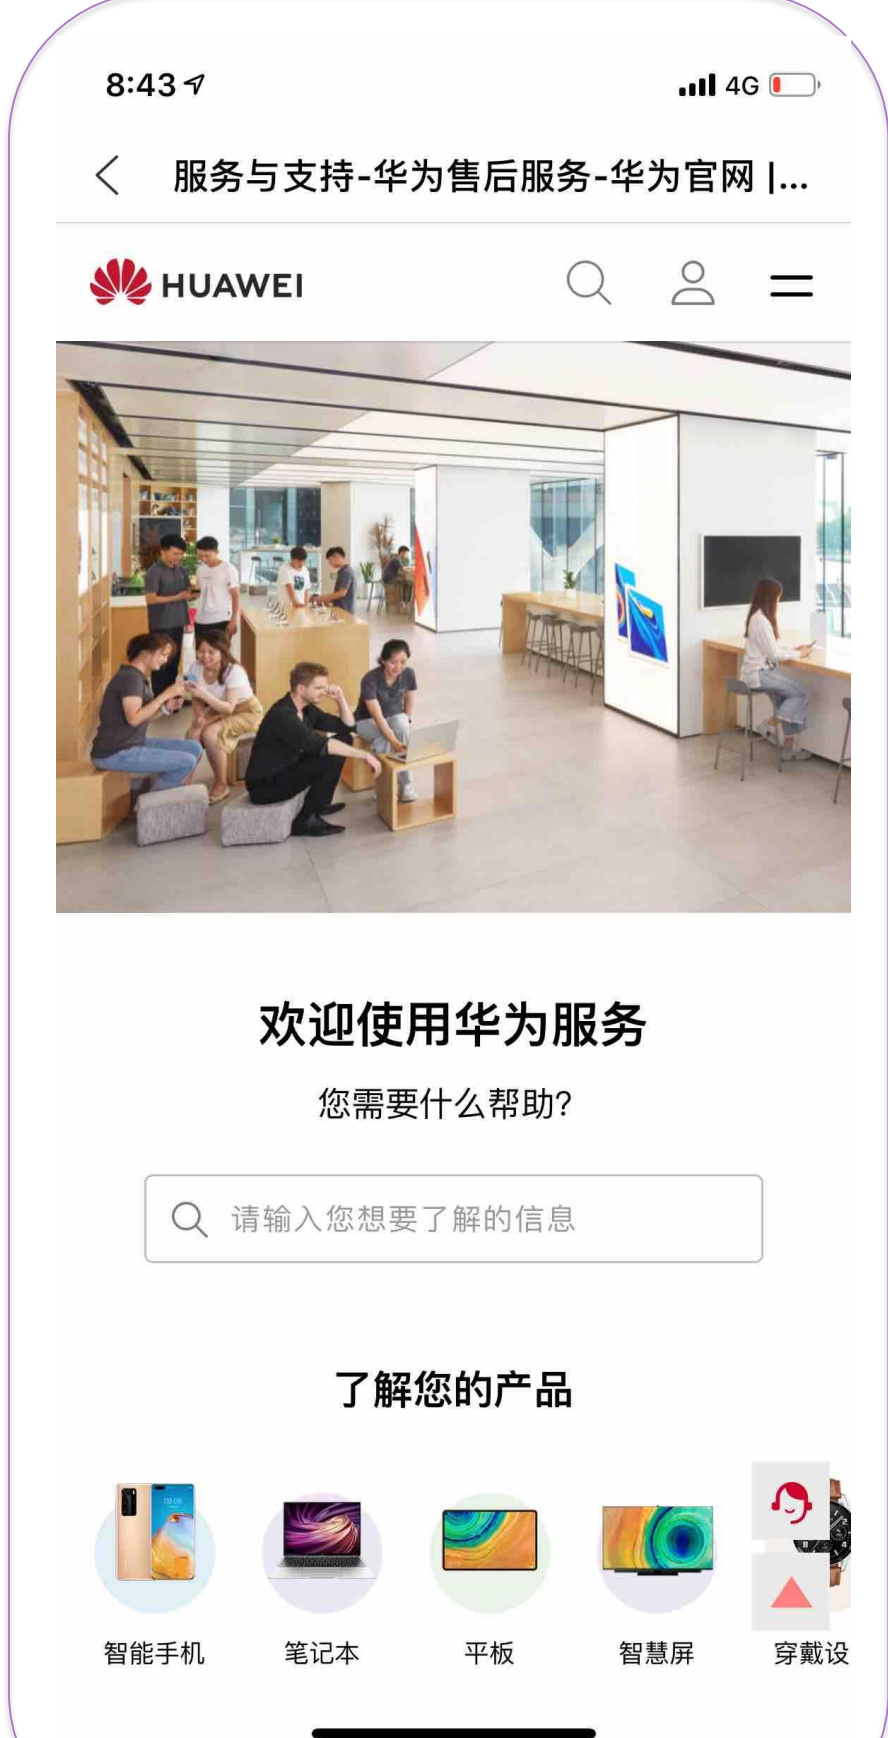 8:43
4G
服务与支持-华为售后服务-华为官网 |...
HUAWEI
欢迎使用华为服务
您需要什么帮助?
请输入您想要了解的信息
了解您的产品
智能手机
笔记本
平板
智慧屏
穿戴设